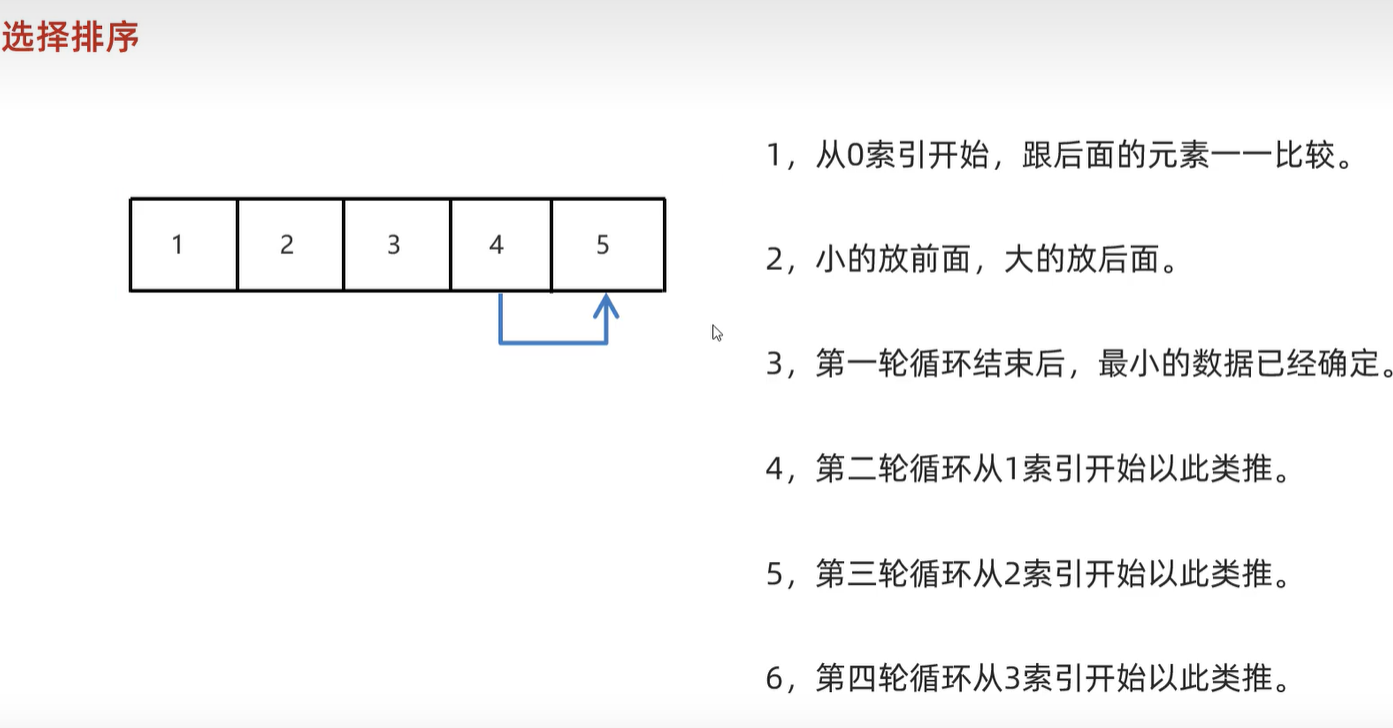 选择排序
1 2 3 4 5
1，从0索引开始，跟后面的元素一一比较。
2，小的放前面，大的放后面。
3，第一轮循环结束后，最小的数据已经确定。
4，第二轮循环从1索引开始以此类推。
5，第三轮循环从2索引开始以此类推。
6，第四轮循环从3索引开始以此类推。